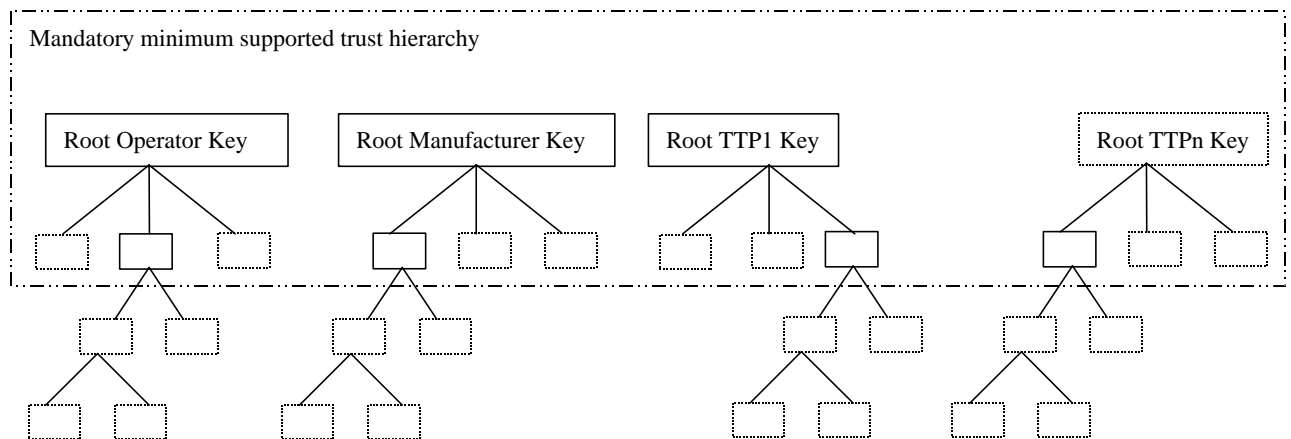 Mandatory minimum supported trust hierarchy
Root Operator Key
Root Manufacturer Key
Root TTP1 Key
Root TTPn Key